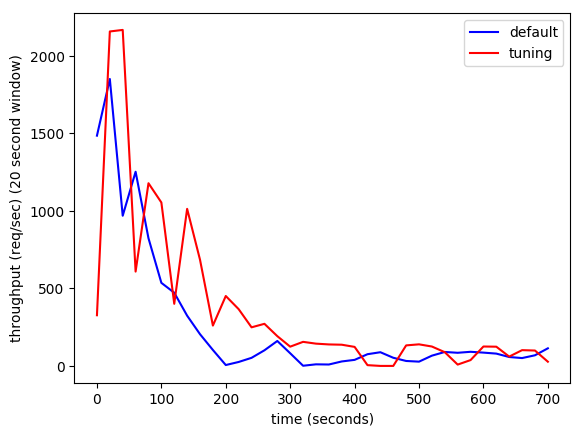 default
tuning
2000
1500
1000
500
0
throughput (req/sec) (20 second window)
0 100 200 300 400 500 600 700
time (seconds)